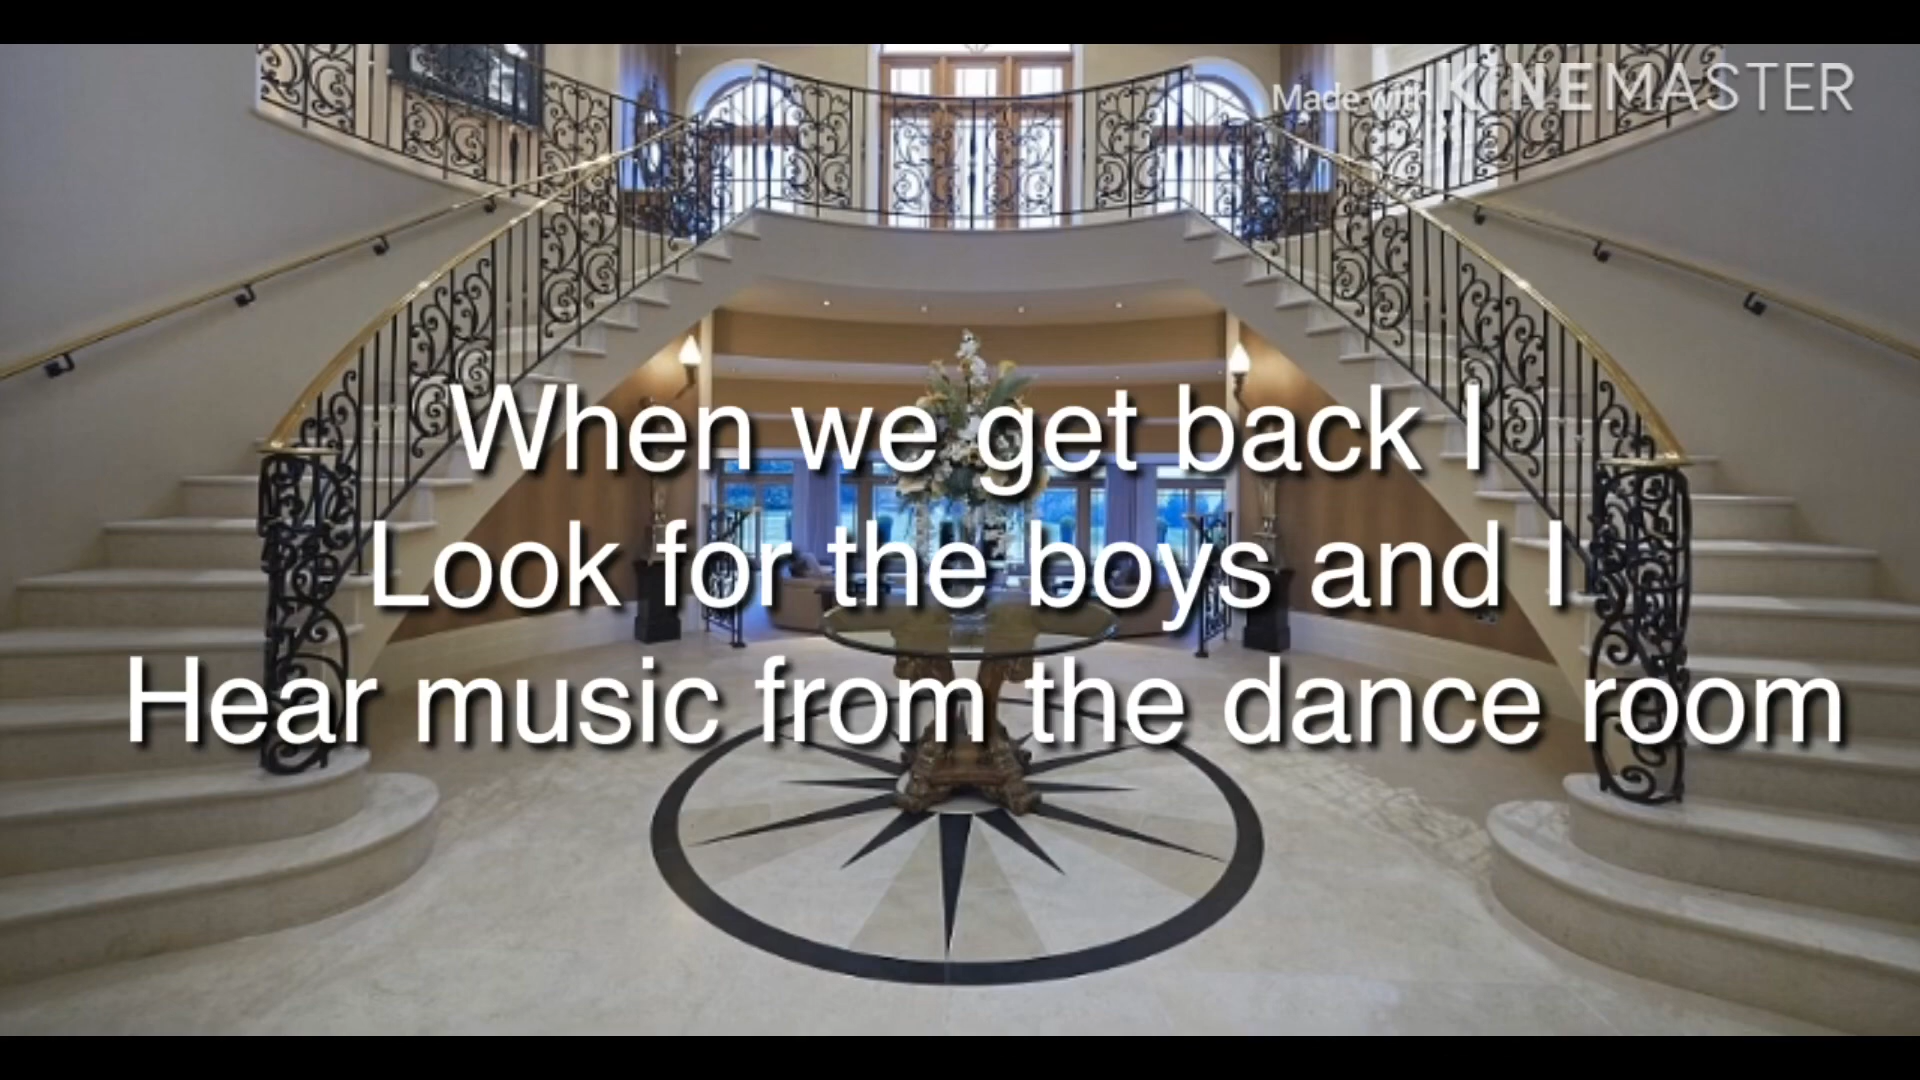 Made with KINEMASTER
When we get back I
Look for the boys and I
Hear music from the dance room